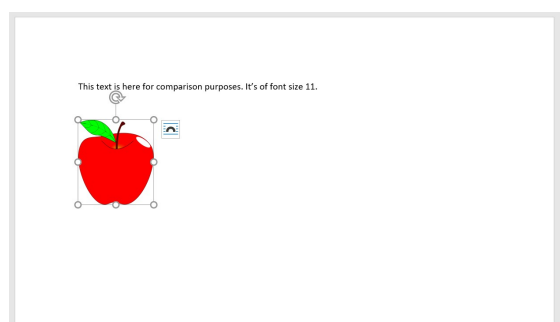 This text is here for comparison purposes. It’s of font size 11.